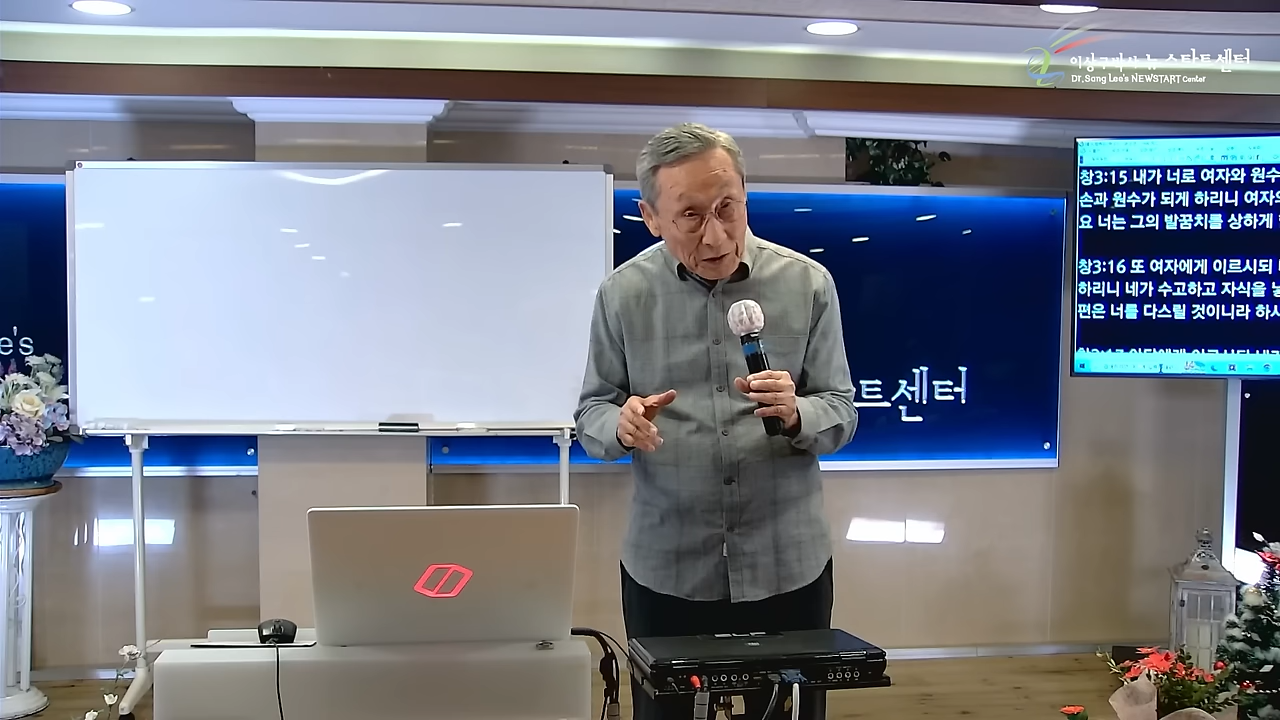 이상구박사 뉴 스타트센터
Dr. Sang Lee's NEWSTART Center
창3:15 내가 너로 여자와 원수
손과 원수가 되게 하리니 여자의
요 너는 그의 발꿈치를 상하게
창3:16 또 여자에게 이르시되
하리니 네가 수고하고 자식을
편은 너를 다스릴 것이니라 하시
e's
트센터